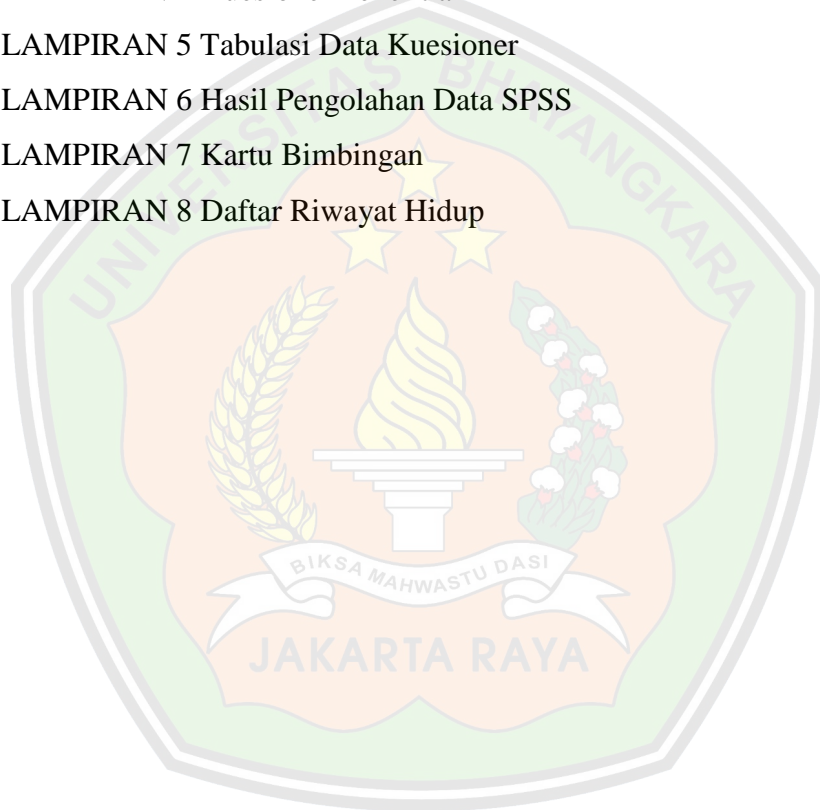 LAMPIRAN 5 Tabulasi Data Kuesioner
LAMPIRAN 6 Hasil Pengolahan Data SPSS
LAMPIRAN 7 Kartu Bimbingan
LAMPIRAN 8 Daftar Riwayat Hidup
UNIVERSITAS BHAYANGKARA
BIKSA MAHWASTU DASI
JAKARTA RAYA